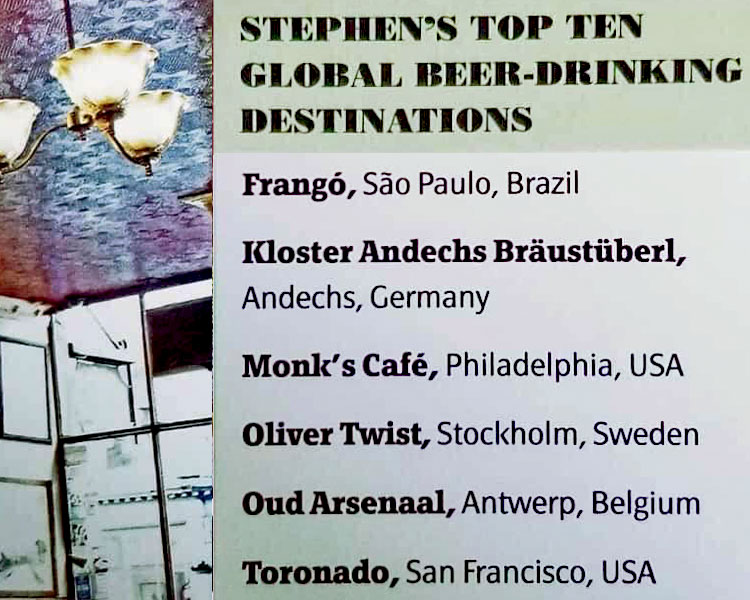 STEPHEN'S TOP TEN
GLOBAL BEER-DRINKING
DESTINATIONS
Frangó, São Paulo, Brazil
Kloster Andechs Bräustüberl,
Andechs, Germany
Monk's Café, Philadelphia, USA
Oliver Twist, Stockholm, Sweden
Oud Arsenaal, Antwerp, Belgium
Toronado, San Francisco, USA